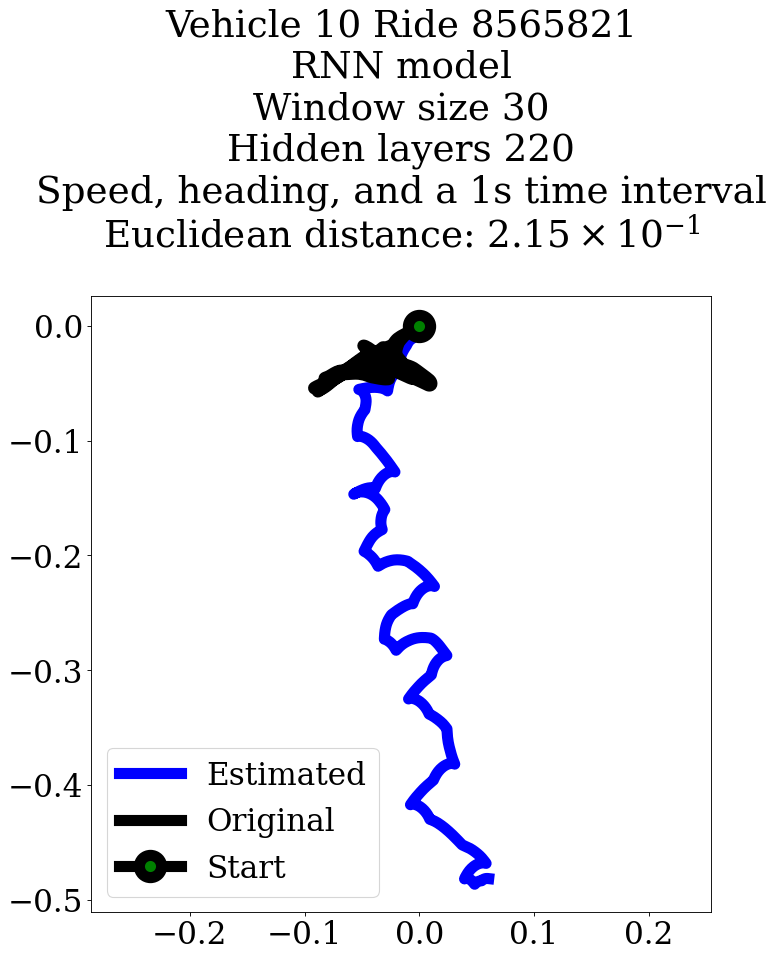 Vehicle 10 Ride 8565821
RNN model
Window size 30
Hidden layers 220
Speed, heading, and a 1s time interval
Euclidean distance: 2.15 × 10⁻¹
0.0
−0.1
−0.2
−0.3
−0.4
−0.5
Estimated
Original
Start
−0.2 −0.1 0.0 0.1 0.2